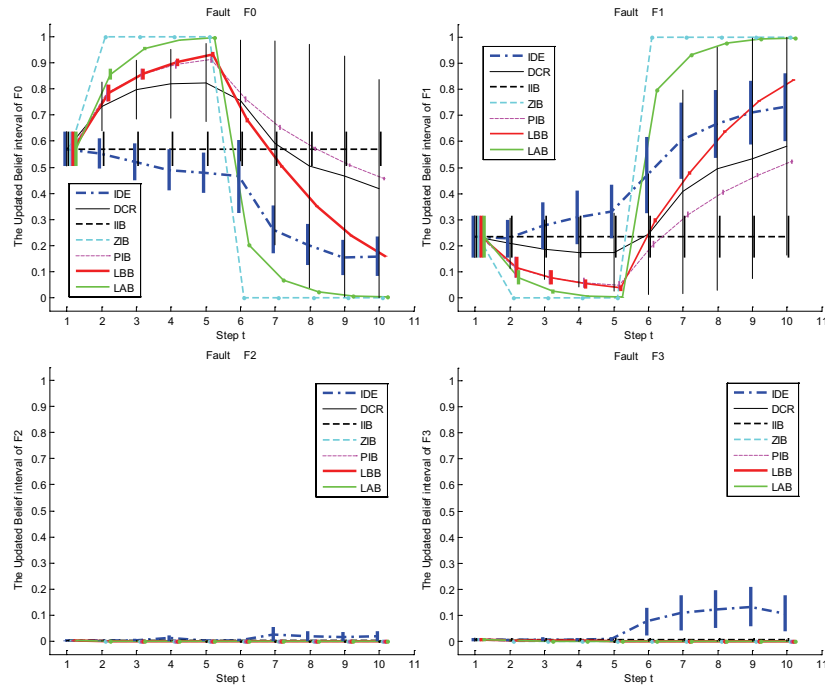 Fault F0
The Updated Belief interval of F0
1
0.9
0.8
0.7
0.6
0.5
0.4
0.3
0.2
0.1
0
IDE
DCR
IIB
ZIB
PIB
LBB
LAB
1 2 3 4 5 6 7 8 9 10 11
Step t
Fault F1
The Updated Belief interval of F1
1
0.9
0.8
0.7
0.6
0.5
0.4
0.3
0.2
0.1
0
IDE
DCR
IIB
ZIB
PIB
LBB
LAB
1 2 3 4 5 6 7 8 9 10 11
Step t
Fault F2
The Updated Belief interval of F2
1
0.9
0.8
0.7
0.6
0.5
0.4
0.3
0.2
0.1
0
IDE
DCR
IIB
ZIB
PIB
LBB
LAB
1 2 3 4 5 6 7 8 9 10 11
Step t
Fault F3
The Updated Belief interval of F3
1
0.9
0.8
0.7
0.6
0.5
0.4
0.3
0.2
0.1
0
IDE
DCR
IIB
ZIB
PIB
LBB
LAB
1 2 3 4 5 6 7 8 9 10 11
Step t